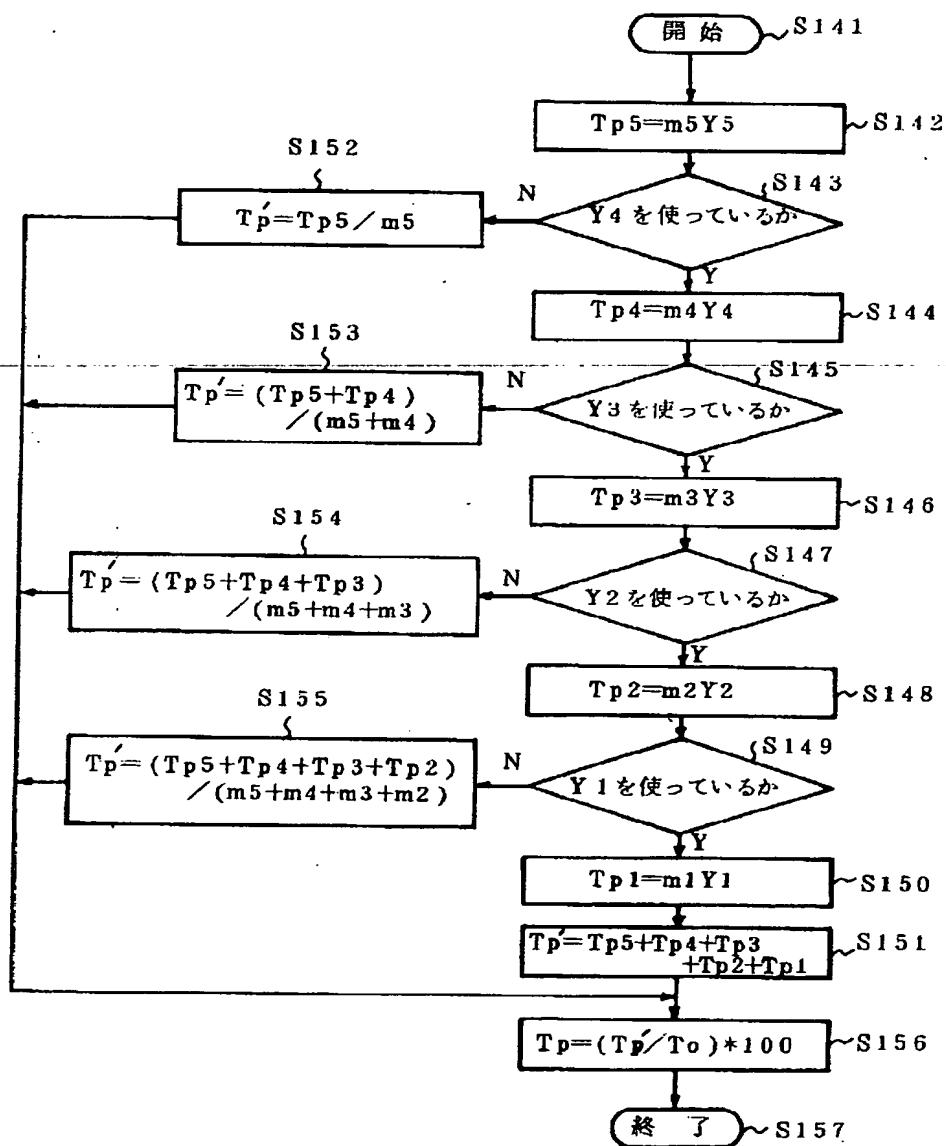 開始
S141
Tp5=m5Y5
S142
S152
Tp'=Tp5/m5
N
S143
Y4を使っているか
Y
Tp4=m4Y4
S144
S153
Tp'=(Tp5+Tp4)
/(m5+m4)
N
S145
Y3を使っているか
Y
Tp3=m3Y3
S146
S154
Tp'=(Tp5+Tp4+Tp3)
/(m5+m4+m3)
N
S147
Y2を使っているか
Y
Tp2=m2Y2
S148
S155
Tp'=(Tp5+Tp4+Tp3+Tp2)
/(m5+m4+m3+m2)
N
S149
Y1を使っているか
Y
Tp1=m1Y1
S150
Tp'=Tp5+Tp4+Tp3
+Tp2+Tp1
S151
Tp=(Tp'/To)*100
S156
終了
S157